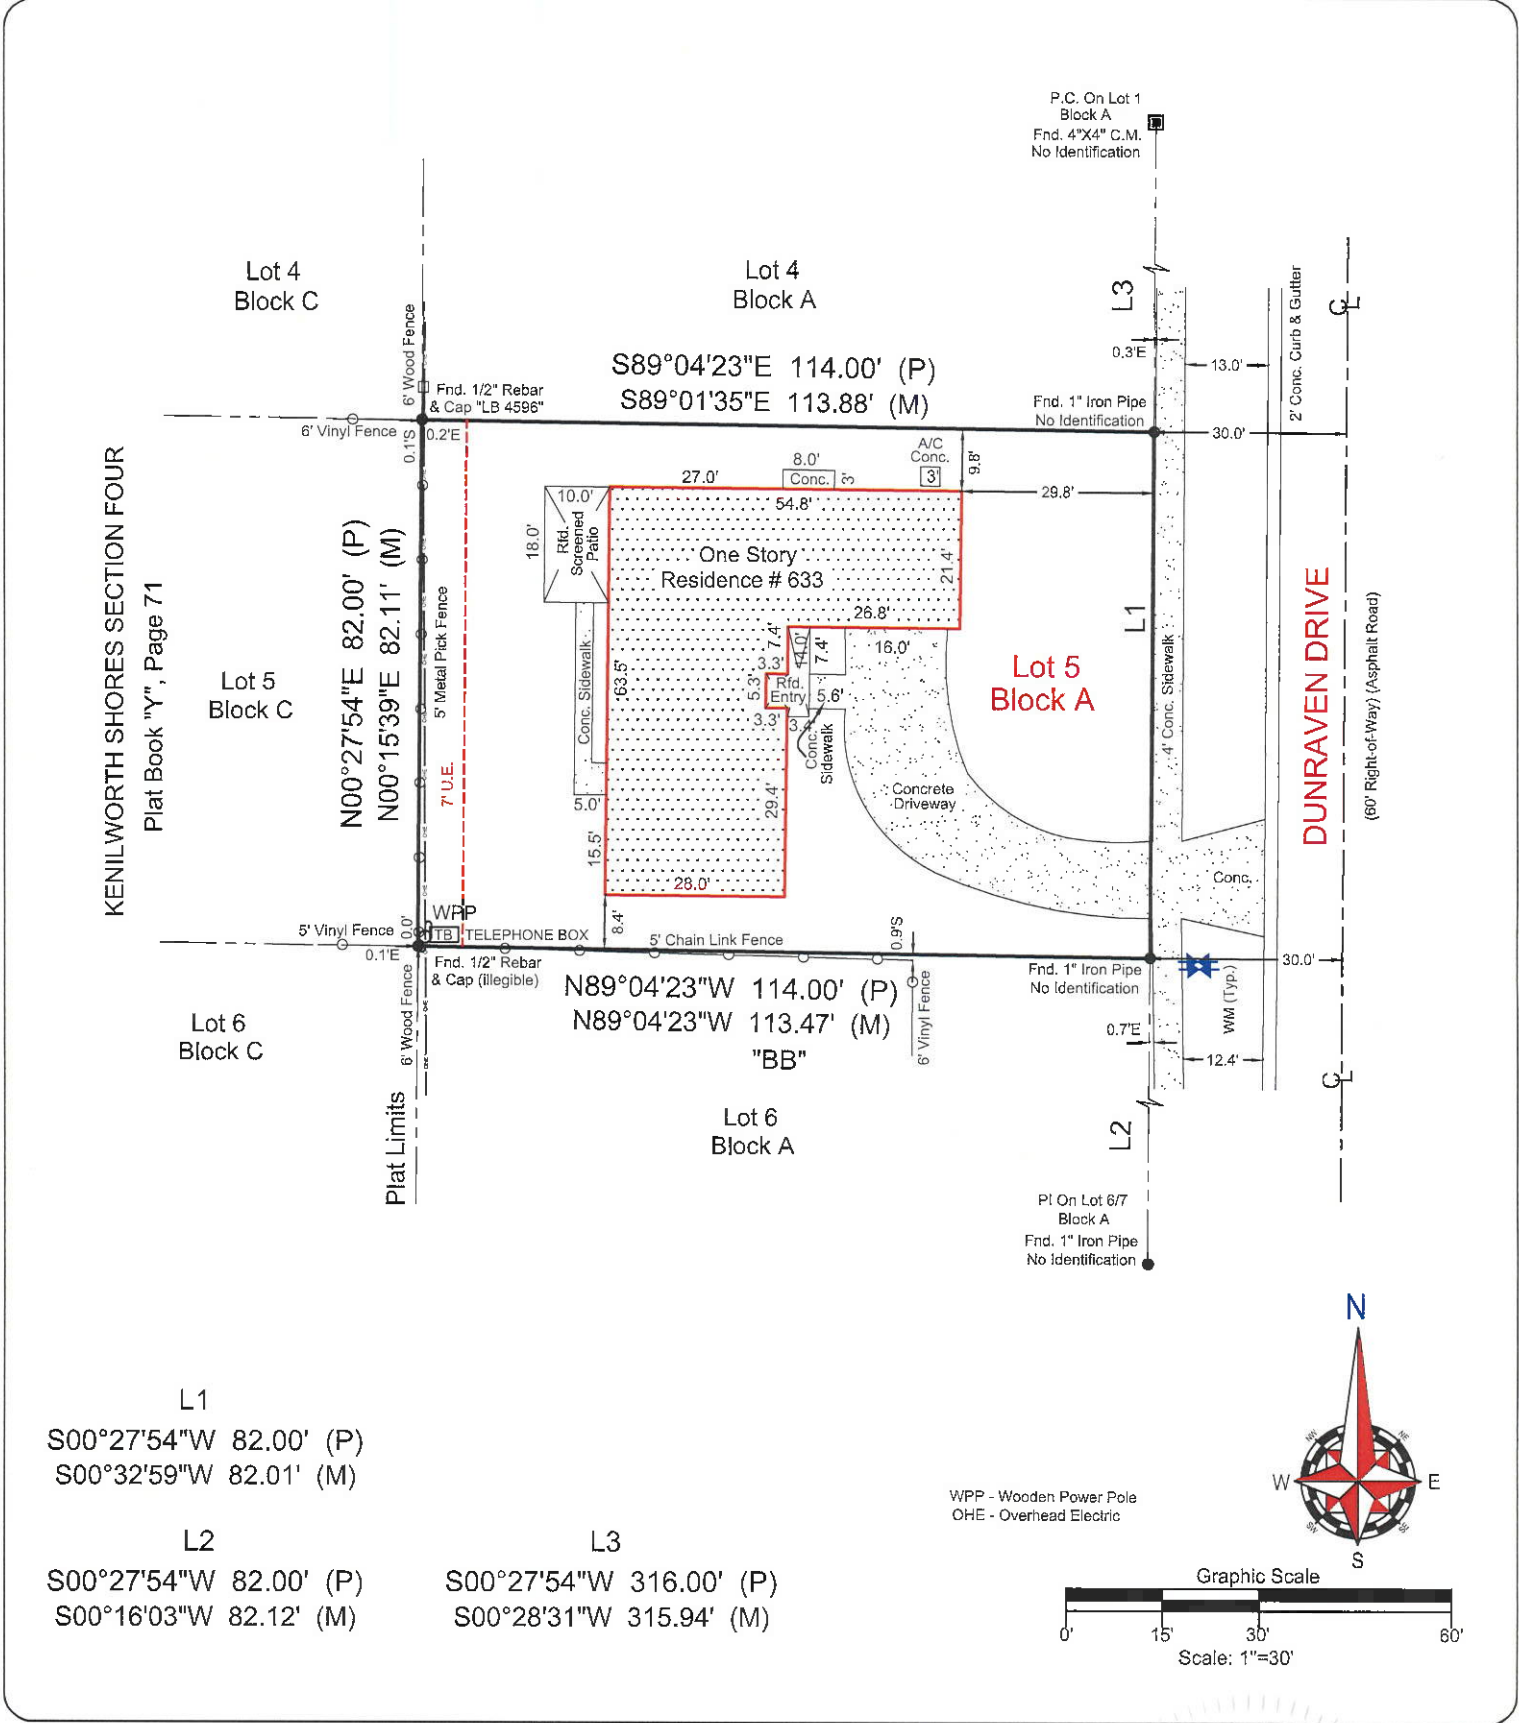 P.C. On Lot 1
Block A
Fnd. 4"X4" C.M.
No Identification
Lot 4
Block C
Lot 4
Block A
L3
2' Conc. Curb & Gutter
CL
6' Wood Fence
0.3'E
13.0'
S89°04'23"E 114.00' (P)
S89°01'35"E 113.88' (M)
Fnd. 1/2" Rebar
& Cap "LB 4596"
Fnd. 1" Iron Pipe
No Identification
6' Vinyl Fence
0.1'S
0.2'E
30.0'
A/C
Conc.
3'
9.8'
8.0'
Conc.
3'
27.0'
54.8'
29.8'
10.0'
18.0'
Rfd.
Screened
Patio
One Story
Residence # 633
21.4'
26.8'
KENILWORTH SHORES SECTION FOUR
Plat Book "Y", Page 71
N00°27'54"E 82.00' (P)
N00°15'39"E 82.11' (M)
5' Metal Pick Fence
7' U.E.
Lot 5
Block C
Conc. Sidewalk
63.5'
7.4'
14.0'
7.4'
16.0'
3.3'
5.3'
Rfd.
Entry
5.6'
3.3'
3.4'
Conc.
Sidewalk
Lot 5
Block A
L1
4' Conc. Sidewalk
DUNRAVEN DRIVE
(60' Right-of-Way) (Asphalt Road)
Concrete
Driveway
5.0'
29.4'
15.5'
28.0'
Conc.
8.4'
WPP
TB
TELEPHONE BOX
5' Vinyl Fence
0.0'
0.1'E
5' Chain Link Fence
0.9'S
Fnd. 1/2" Rebar
& Cap (illegible)
Fnd. 1" Iron Pipe
No Identification
30.0'
WM (Typ.)
N89°04'23"W 114.00' (P)
N89°04'23"W 113.47' (M)
"BB"
6' Vinyl Fence
6' Wood Fence
OHE
Lot 6
Block C
0.7'E
12.4'
CL
Plat Limits
Lot 6
Block A
L2
PI On Lot 6/7
Block A
Fnd. 1" Iron Pipe
No Identification
N
NW
NE
W
E
SW
SE
S
L1
S00°27'54"W 82.00' (P)
S00°32'59"W 82.01' (M)
L2
S00°27'54"W 82.00' (P)
S00°16'03"W 82.12' (M)
L3
S00°27'54"W 316.00' (P)
S00°28'31"W 315.94' (M)
WPP - Wooden Power Pole
OHE - Overhead Electric
Graphic Scale
0' 15' 30' 60'
Scale: 1"=30'